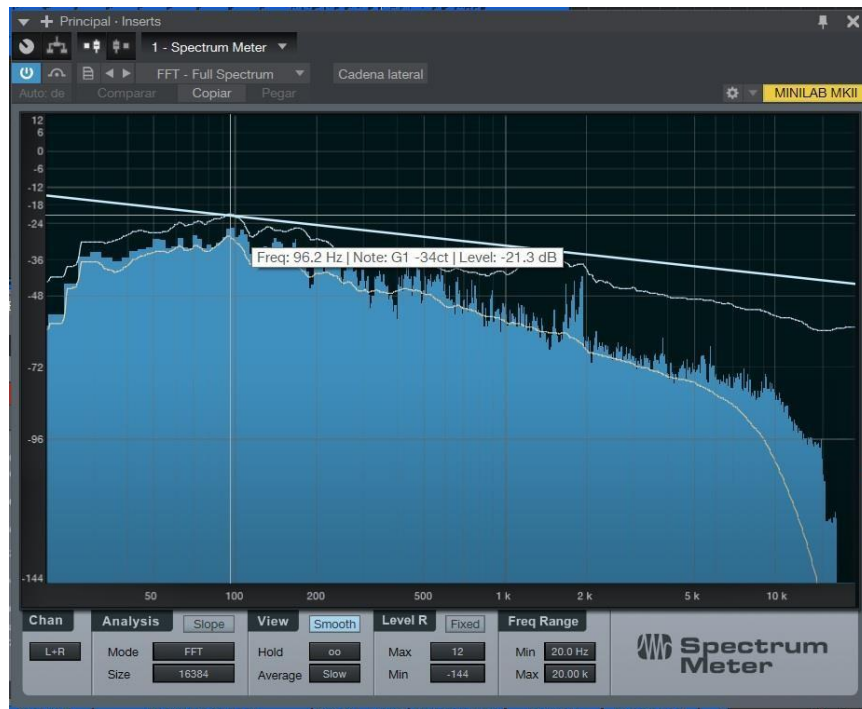 Principal · Inserts
1 - Spectrum Meter
FFT - Full Spectrum Cadena lateral
Auto: de Comparar Copiar Pegar MINILAB MKII
12
6
0
-6
-12
-18
-24
Freq: 96.2 Hz | Note: G1 -34ct | Level: -21.3 dB
-36
-48
-72
-96
-144
50 100 200 500 1 k 2 k 5 k 10 k
Chan Analysis Slope View Smooth Level R Fixed Freq Range
L+R Mode FFT Hold oo Max 12 Min 20.0 Hz
Size 16384 Average Slow Min -144 Max 20.00 k
Spectrum
Meter